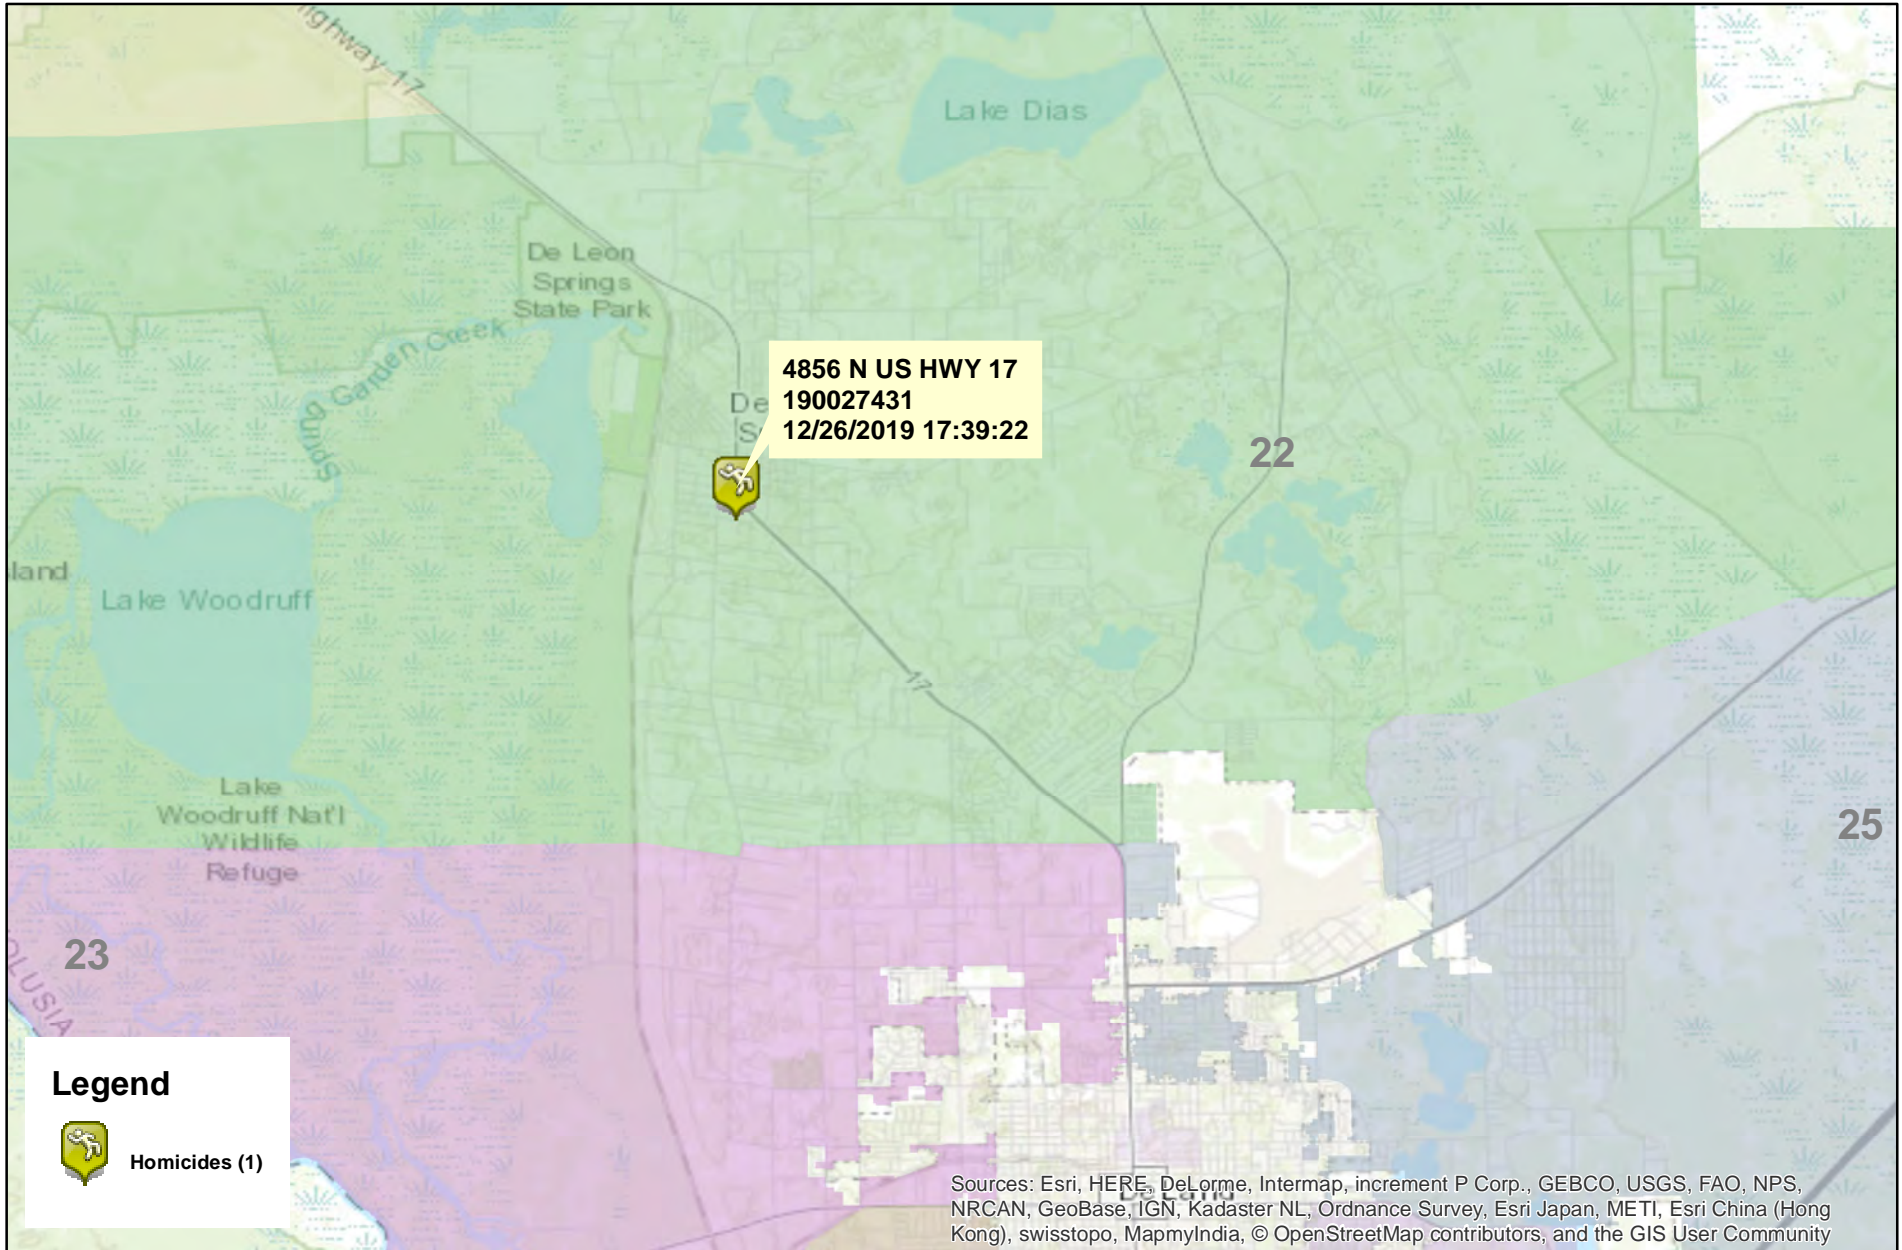 Highway 17
Lake Dias
De Leon
Springs
State Park
Spring Garden Creek
4856 N US HWY 17
190027431
12/26/2019 17:39:22
De
22
land
Lake Woodruff
17
Lake
Woodruff Nat'l
Wildlife
Refuge
25
23
OLUSIA
Legend
Homicides (1)
DeLand
Sources: Esri, HERE, DeLorme, Intermap, increment P Corp., GEBCO, USGS, FAO, NPS,
NRCAN, GeoBase, IGN, Kadaster NL, Ordnance Survey, Esri Japan, METI, Esri China (Hong
Kong), swisstopo, MapmyIndia, © OpenStreetMap contributors, and the GIS User Community